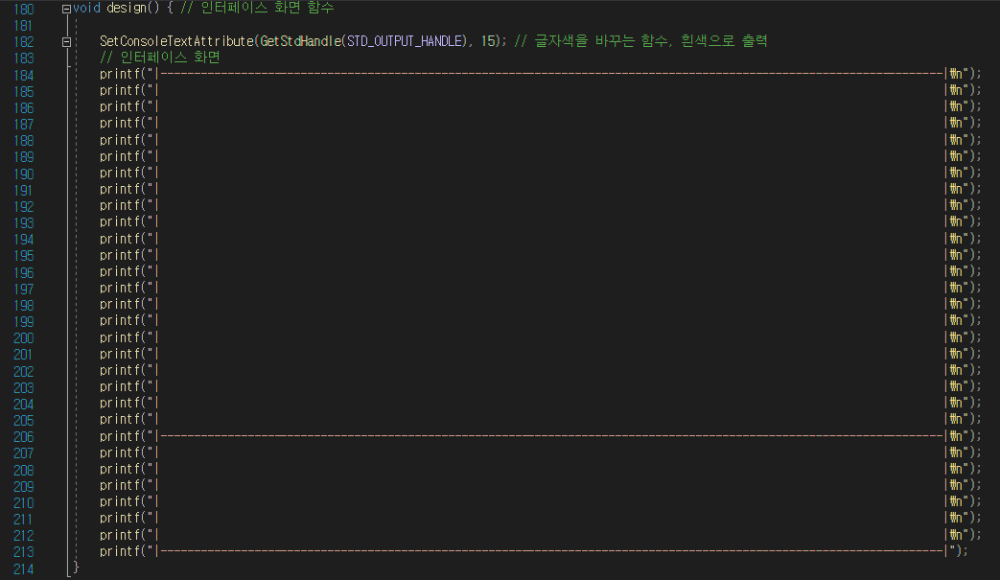 180 void design() { // 인터페이스 화면 함수
181
182     SetConsoleTextAttribute(GetStdHandle(STD_OUTPUT_HANDLE), 15); // 글자색을 바꾸는 함수, 흰색으로 출력
183     // 인터페이스 화면
184     printf("|---------------------------------------------------------------------------------------------------------------------|₩n");
185     printf("|                                                                                                                     |₩n");
186     printf("|                                                                                                                     |₩n");
187     printf("|                                                                                                                     |₩n");
188     printf("|                                                                                                                     |₩n");
189     printf("|                                                                                                                     |₩n");
190     printf("|                                                                                                                     |₩n");
191     printf("|                                                                                                                     |₩n");
192     printf("|                                                                                                                     |₩n");
193     printf("|                                                                                                                     |₩n");
194     printf("|                                                                                                                     |₩n");
195     printf("|                                                                                                                     |₩n");
196     printf("|                                                                                                                     |₩n");
197     printf("|                                                                                                                     |₩n");
198     printf("|                                                                                                                     |₩n");
199     printf("|                                                                                                                     |₩n");
200     printf("|                                                                                                                     |₩n");
201     printf("|                                                                                                                     |₩n");
202     printf("|                                                                                                                     |₩n");
203     printf("|                                                                                                                     |₩n");
204     printf("|                                                                                                                     |₩n");
205     printf("|                                                                                                                     |₩n");
206     printf("|---------------------------------------------------------------------------------------------------------------------|₩n");
207     printf("|                                                                                                                     |₩n");
208     printf("|                                                                                                                     |₩n");
209     printf("|                                                                                                                     |₩n");
210     printf("|                                                                                                                     |₩n");
211     printf("|                                                                                                                     |₩n");
212     printf("|                                                                                                                     |₩n");
213     printf("|---------------------------------------------------------------------------------------------------------------------|");
214 }